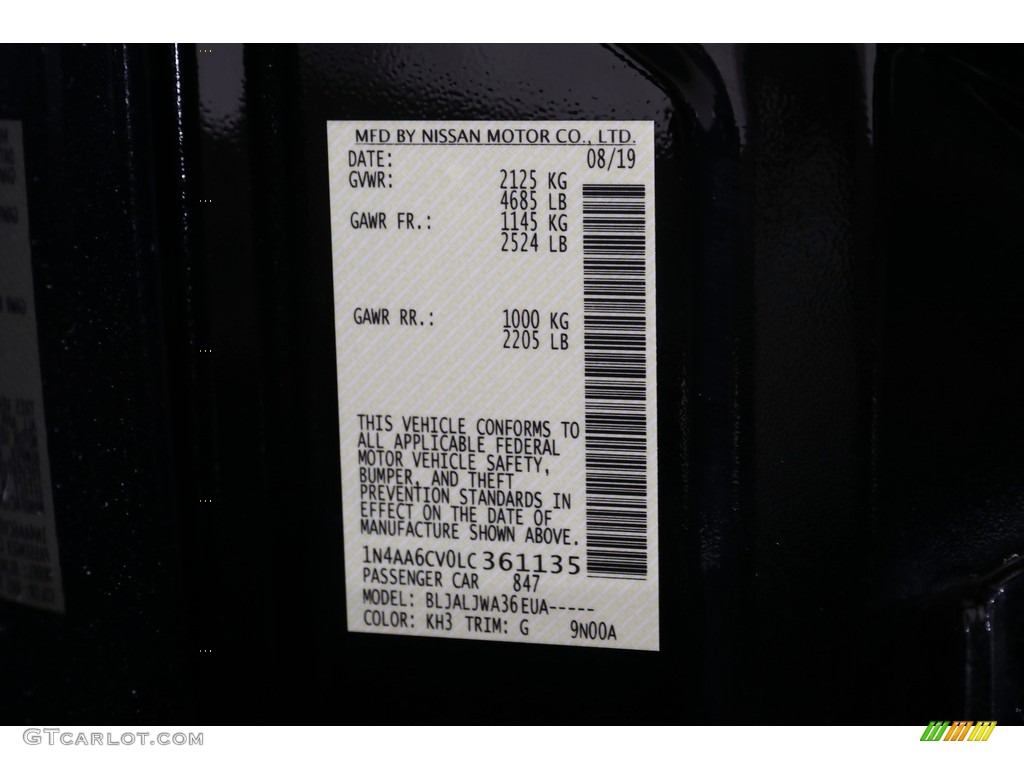 MFD BY NISSAN MOTOR CO., LTD.
DATE: 08/19
GVWR: 2125 KG
4685 LB
GAWR FR.: 1145 KG
2524 LB
GAWR RR.: 1000 KG
2205 LB
THIS VEHICLE CONFORMS TO
ALL APPLICABLE FEDERAL
MOTOR VEHICLE SAFETY,
BUMPER, AND THEFT
PREVENTION STANDARDS IN
EFFECT ON THE DATE OF
MANUFACTURE SHOWN ABOVE.
1N4AA6CV0LC361135
PASSENGER CAR 847
MODEL: BLJALJWA36EUA-----
COLOR: KH3 TRIM: G 9N00A
GTCARLOT.COM